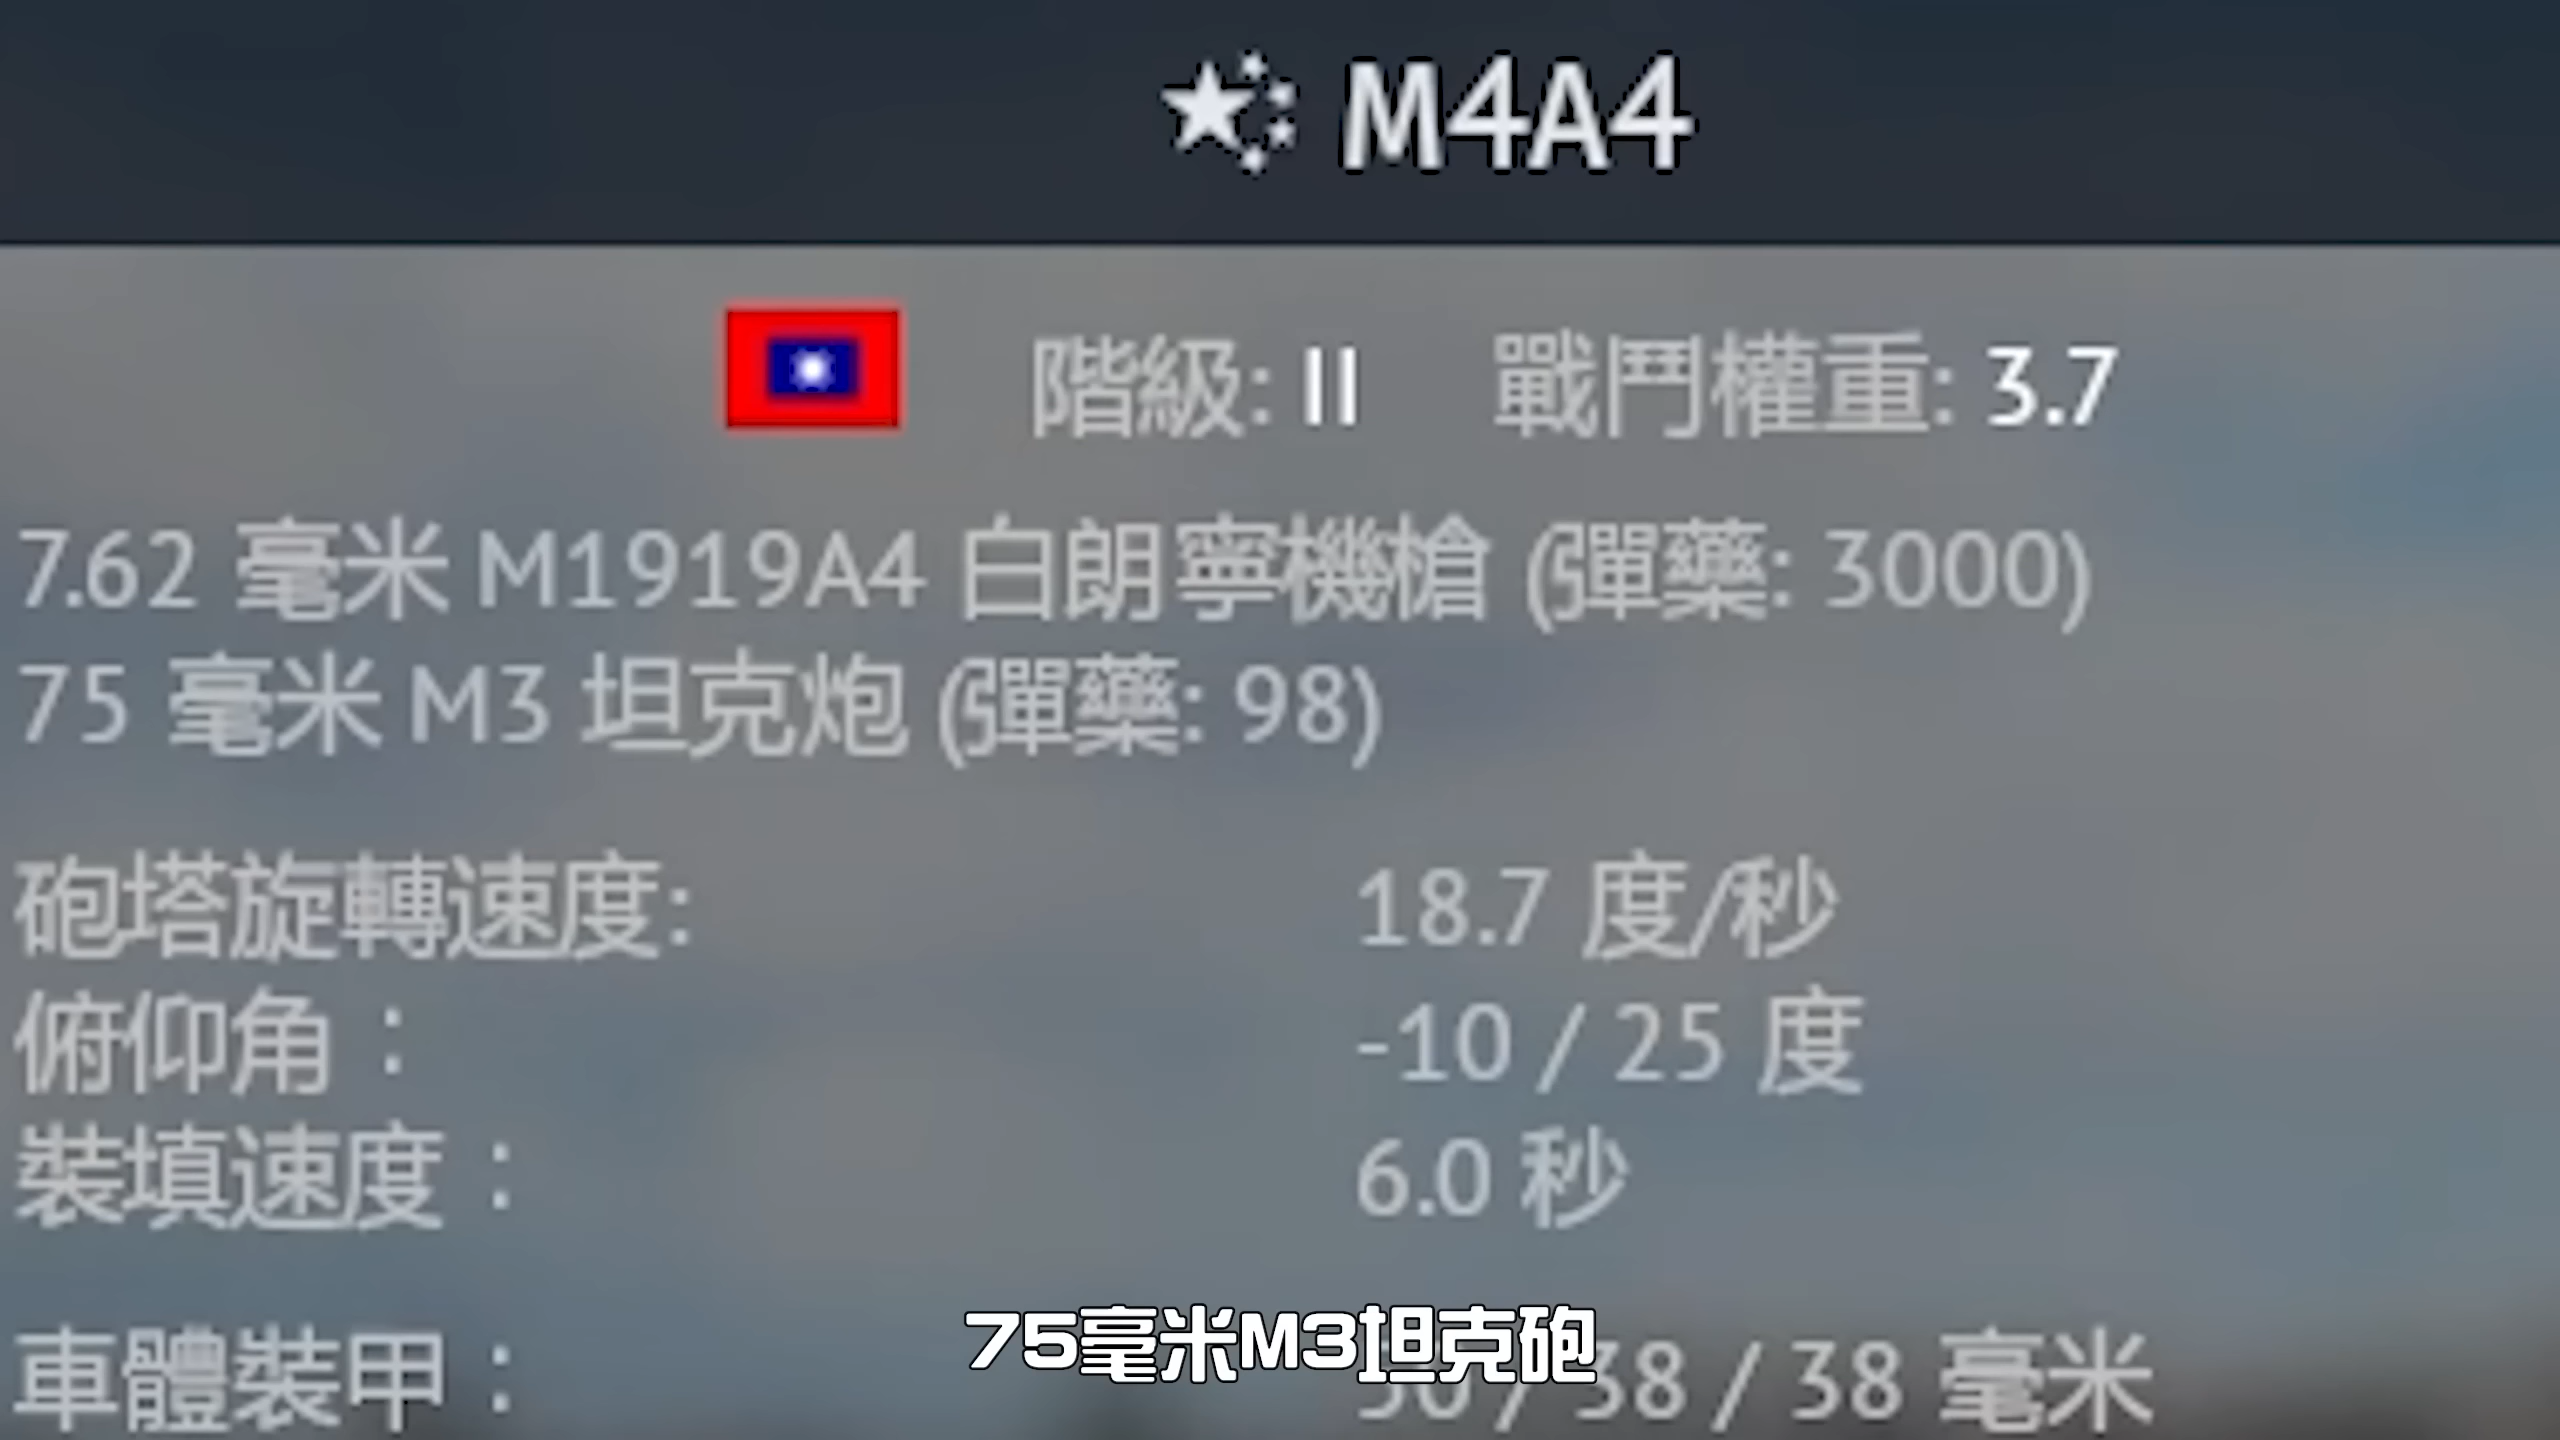 M4A4
階級: II 戰鬥權重: 3.7
7.62 毫米 M1919A4 白朗寧機槍 (彈藥: 3000)
75 毫米 M3 坦克炮 (彈藥: 98)
砲塔旋轉速度: 18.7 度/秒
俯仰角： -10 / 25 度
裝填速度： 6.0 秒
車體裝甲： / 38 / 38 毫米
75毫米M3坦克砲